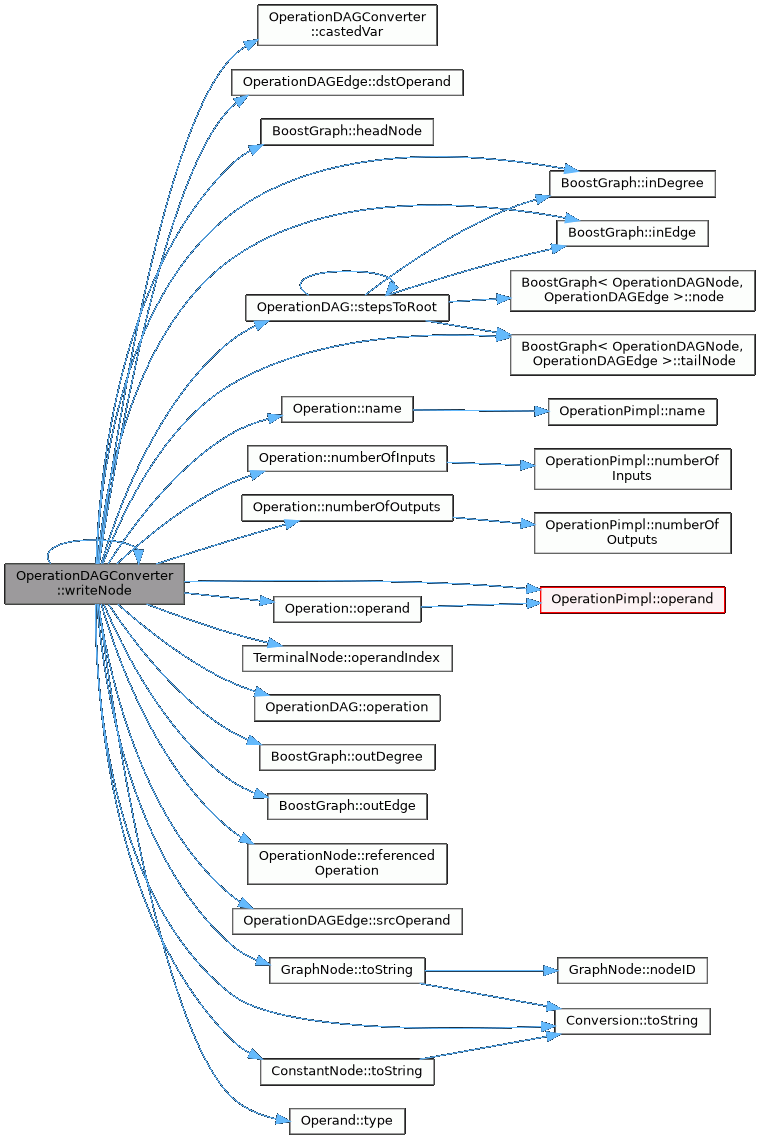 OperationDAGConverter
::castedVar
OperationDAGEdge::dstOperand
BoostGraph::headNode
BoostGraph::inDegree
BoostGraph::inEdge
BoostGraph< OperationDAGNode,
OperationDAGEdge >::node
OperationDAG::stepsToRoot
BoostGraph< OperationDAGNode,
OperationDAGEdge >::tailNode
Operation::name
OperationPimpl::name
Operation::numberOfInputs
OperationPimpl::numberOf
Inputs
Operation::numberOfOutputs
OperationPimpl::numberOf
Outputs
OperationDAGConverter
::writeNode
OperationPimpl::operand
Operation::operand
TerminalNode::operandIndex
OperationDAG::operation
BoostGraph::outDegree
BoostGraph::outEdge
OperationNode::referenced
Operation
OperationDAGEdge::srcOperand
GraphNode::toString
GraphNode::nodeID
Conversion::toString
ConstantNode::toString
Operand::type